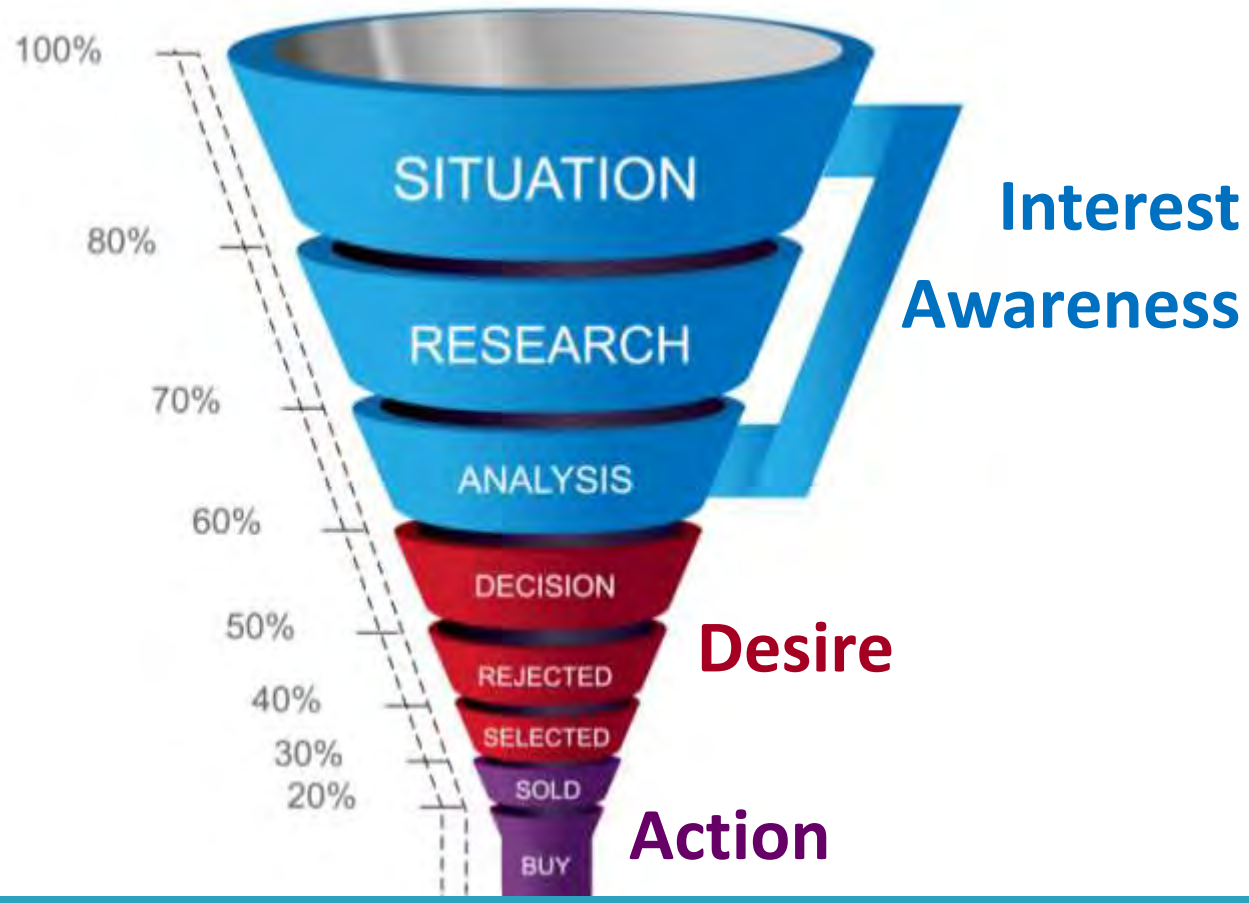 100%
SITUATION
Interest
80%
Awareness
RESEARCH
70%
ANALYSIS
60%
DECISION
50%
Desire
REJECTED
40%
SELECTED
30%
SOLD
20%
Action
BUY